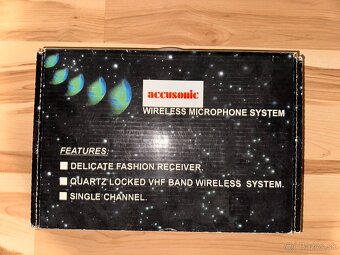 accusonic
WIRELESS MICROPHONE SYSTEM
FEATURES:
DELICATE FASHION RECEIVER.
QUARTZ LOCKED VHF BAND WIRELESS SYSTEM.
SINGLE CHANNEL.